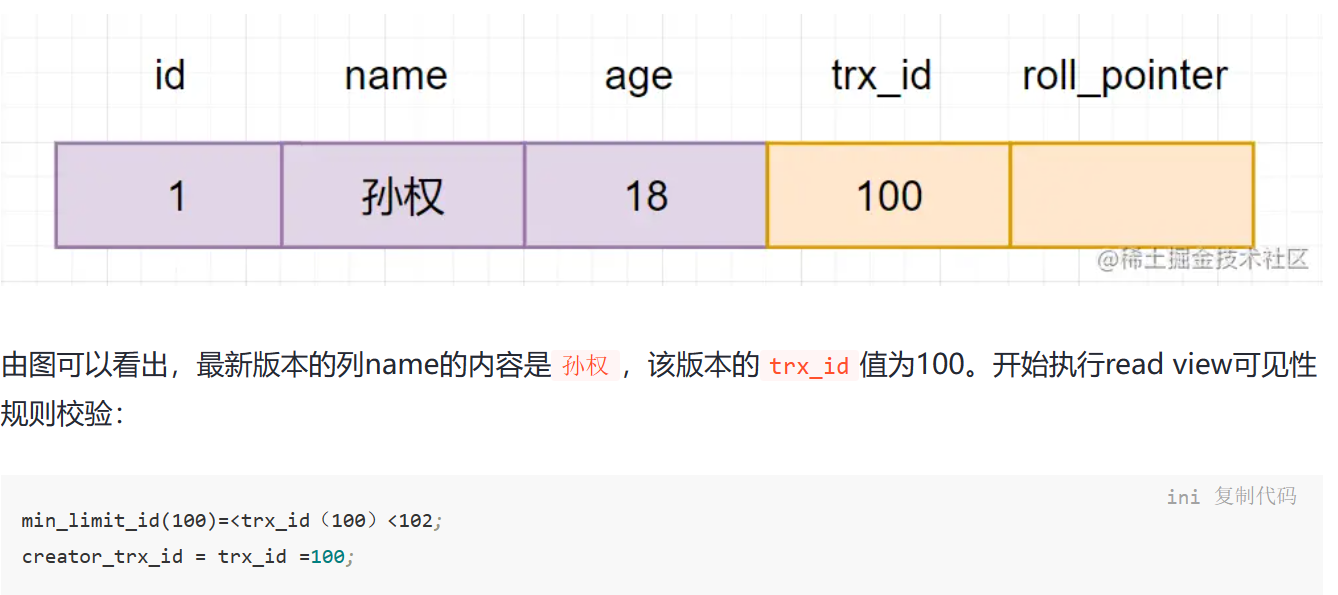 id name age trx_id roll_pointer
1 孙权 18 100
@稀土掘金技术社区
由图可以看出，最新版本的列name的内容是 孙权 ，该版本的 trx_id 值为100。开始执行read view可见性
规则校验：
ini 复制代码
min_limit_id(100)=<trx_id（100）<102;
creator_trx_id = trx_id =100;